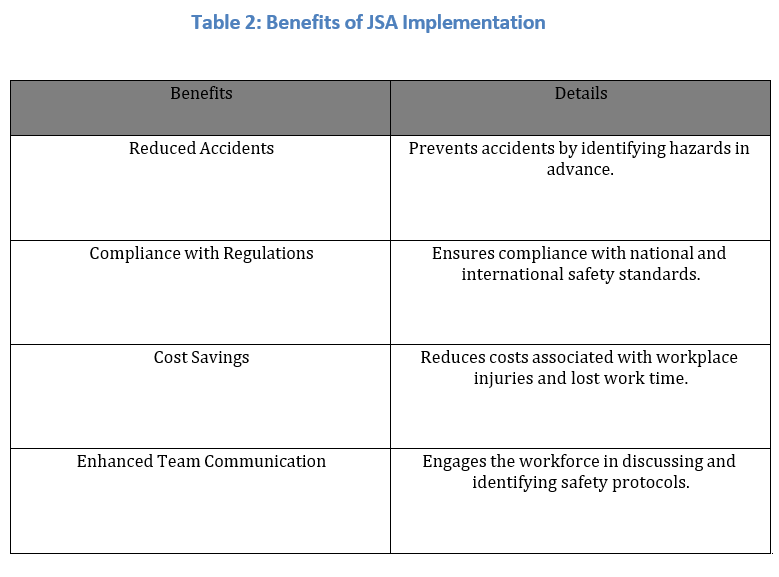 Table 2: Benefits of JSA Implementation
Benefits
Details
Reduced Accidents
Prevents accidents by identifying hazards in
advance.
Compliance with Regulations
Ensures compliance with national and
international safety standards.
Cost Savings
Reduces costs associated with workplace
injuries and lost work time.
Enhanced Team Communication
Engages the workforce in discussing and
identifying safety protocols.